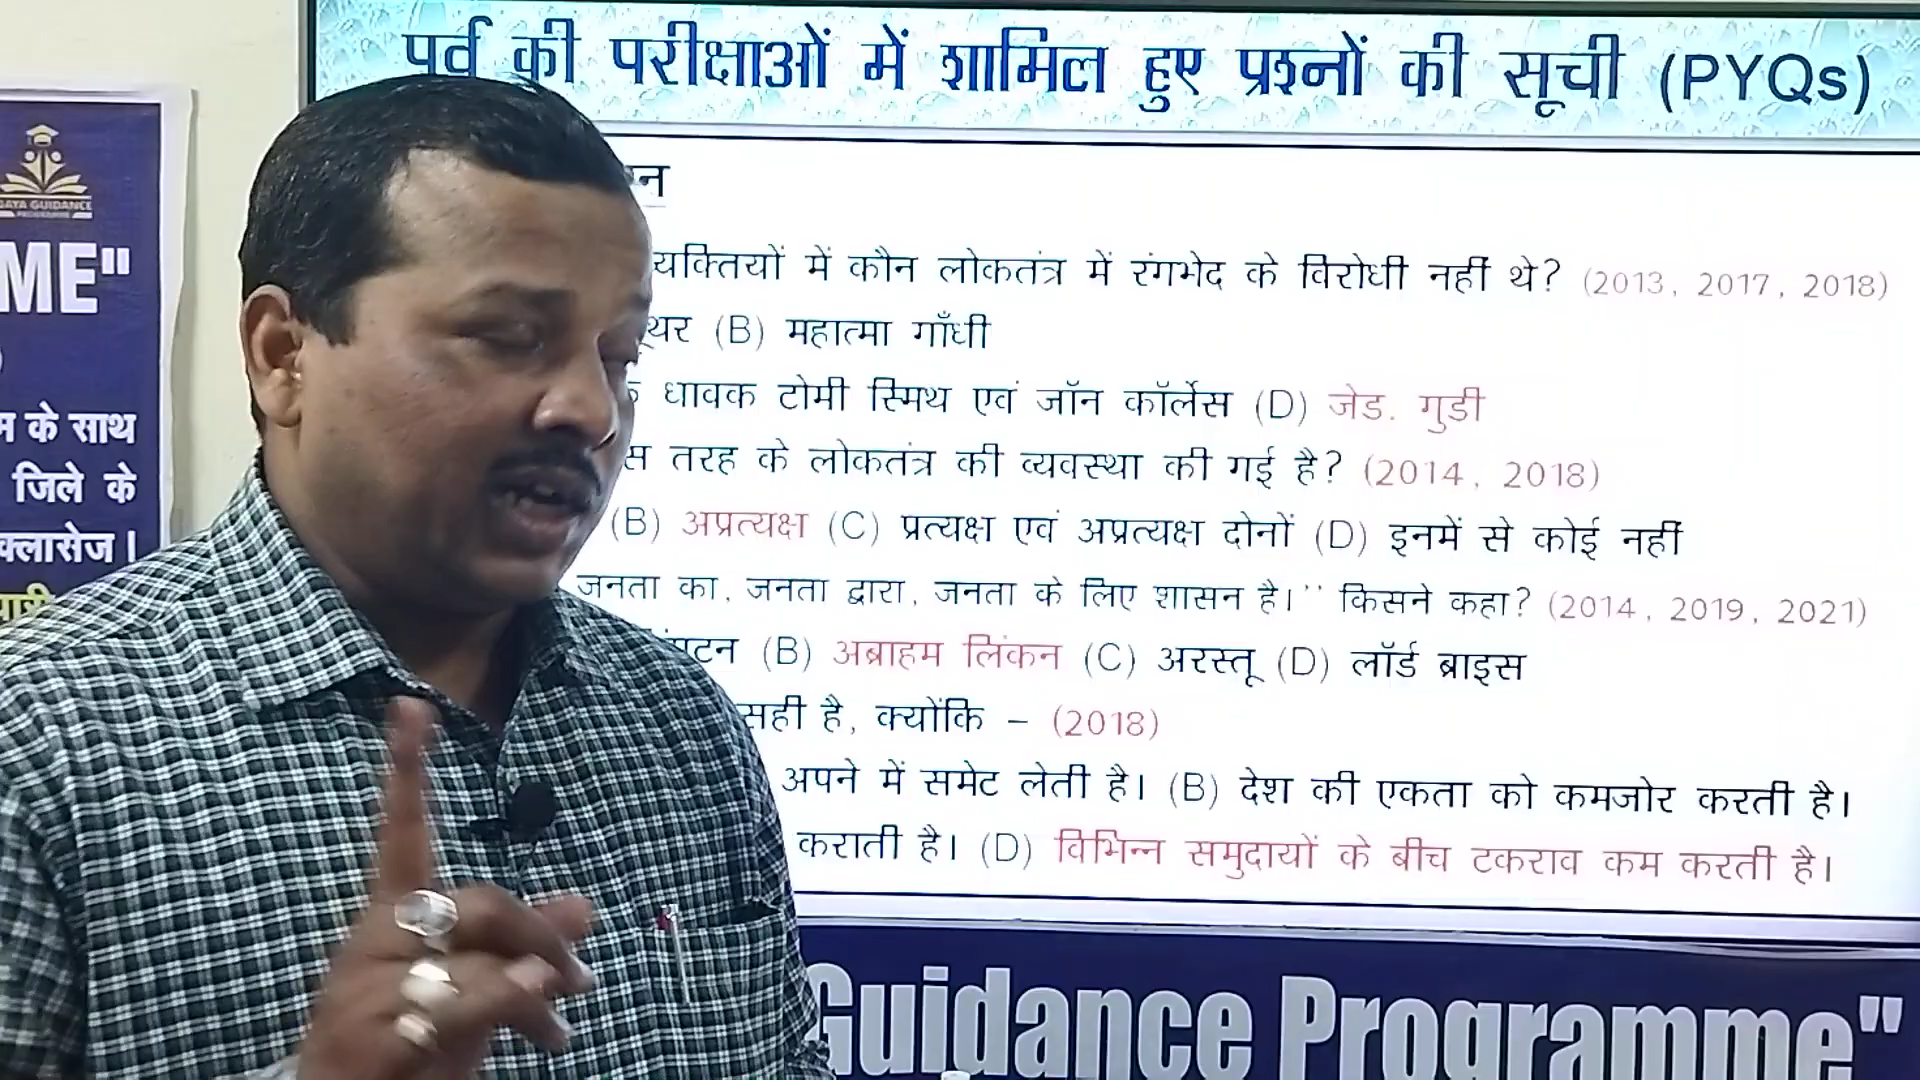 पूर्व की परीक्षाओं में शामिल हुए प्रश्नों की सूची (PYQs)
में कौन लोकतंत्र में रंगभेद के विरोधी नहीं थे? (2013, 2017, 2018)
(B) महात्मा गाँधी
धावक टोमी स्मिथ एवं जॉन कॉर्लेस (D) जेड. गुडी
तरह के लोकतंत्र की व्यवस्था की गई है? (2014, 2018)
(B) अप्रत्यक्ष (C) प्रत्यक्ष एवं अप्रत्यक्ष दोनों (D) इनमें से कोई नहीं
जनता का, जनता द्वारा, जनता के लिए शासन है।'' किसने कहा? (2014, 2019, 2021)
(B) अब्राहम लिंकन (C) अरस्तू (D) लॉर्ड ब्राइस
सही है, क्योंकि – (2018)
अपने में समेट लेती है। (B) देश की एकता को कमजोर करती है।
कराती है। (D) विभिन्न समुदायों के बीच टकराव कम करती है।
Guidance Programme"
GAYA GUIDANCE
PROGRAMME
ME"
के साथ
जिले के
क्लासेज।